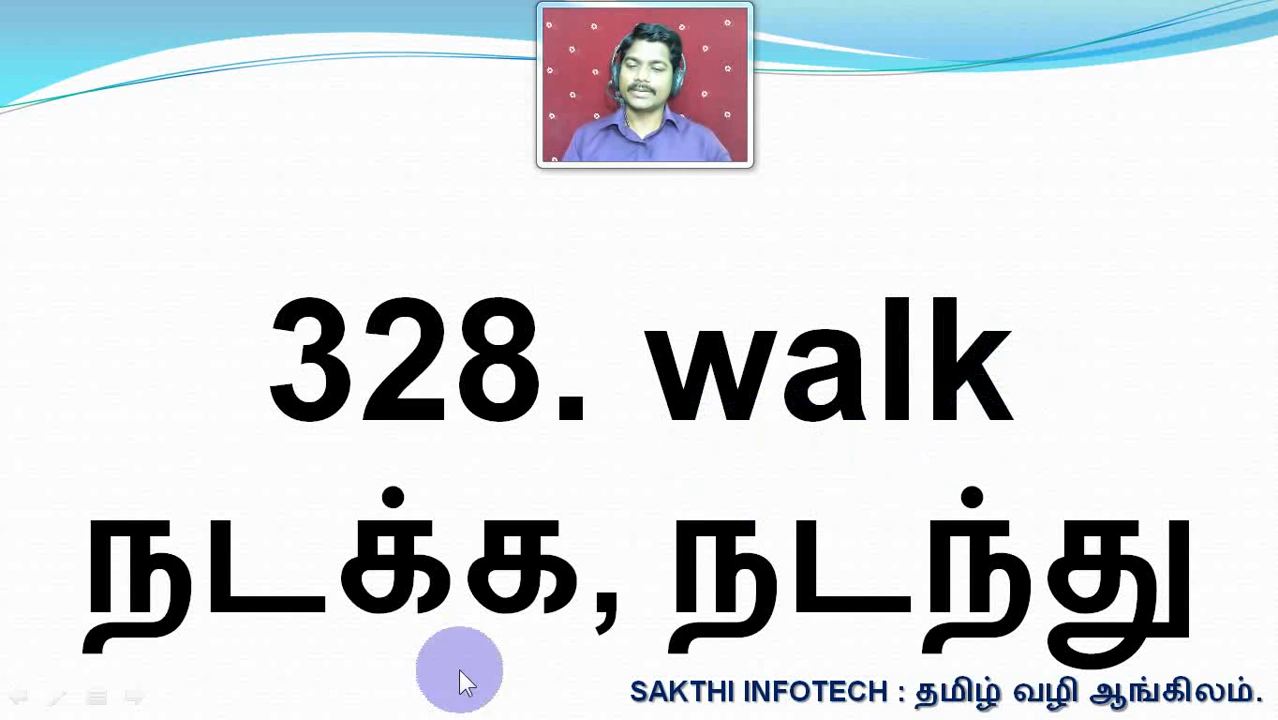 328. walk
நடக்க, நடந்து
SAKTHI INFOTECH : தமிழ் வழி ஆங்கிலம்.